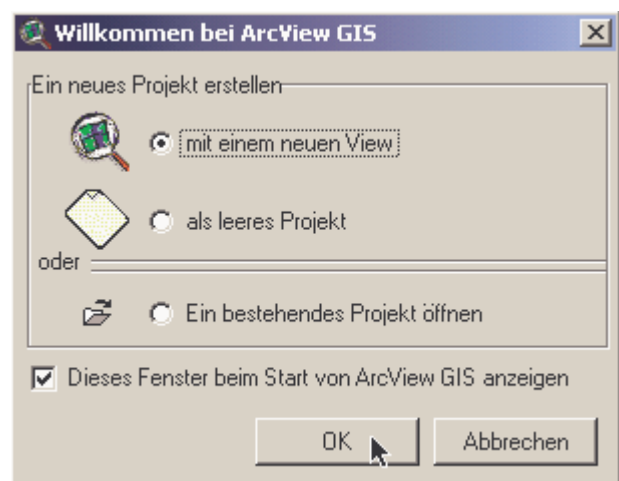 Willkommen bei ArcView GIS
Ein neues Projekt erstellen
mit einem neuen View
als leeres Projekt
oder
Ein bestehendes Projekt öffnen
Dieses Fenster beim Start von ArcView GIS anzeigen
OK Abbrechen